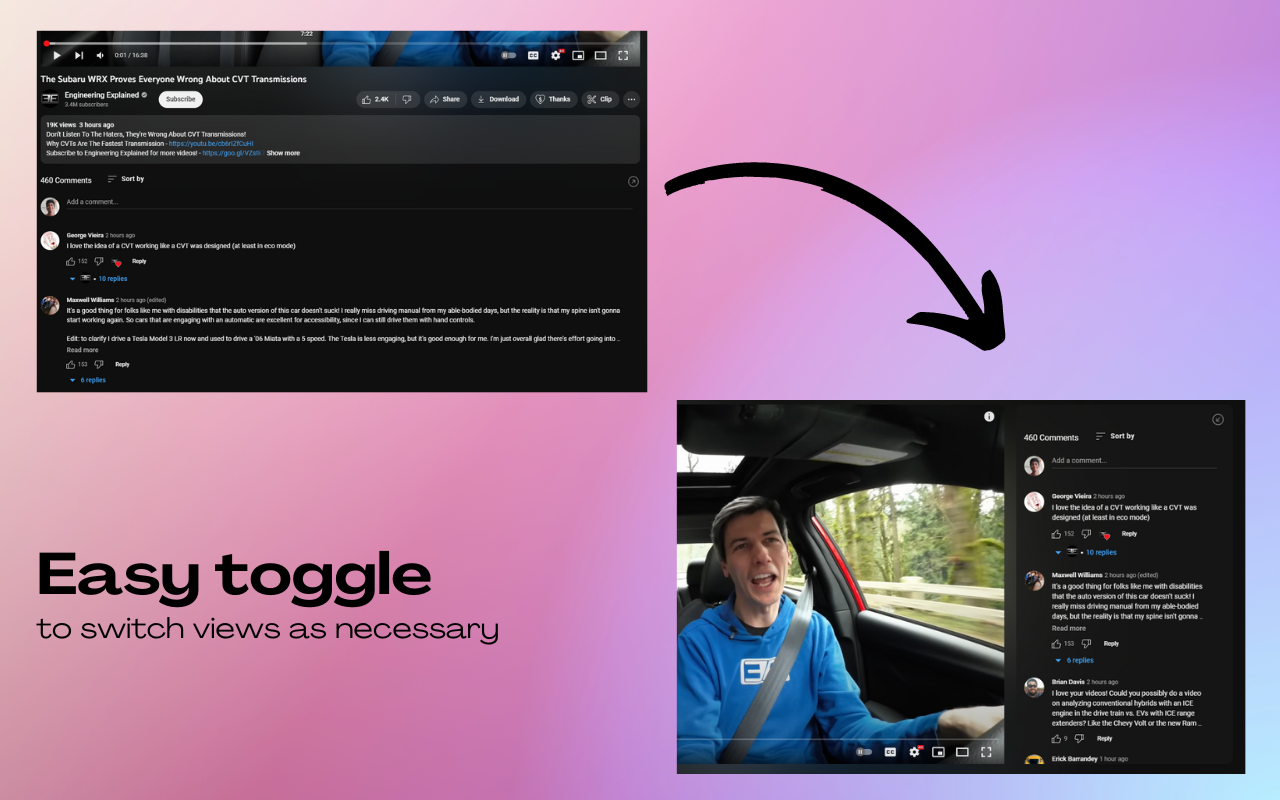 7:22
0:01 / 16:38
CC
The Subaru WRX Proves Everyone Wrong About CVT Transmissions
Engineering Explained
3.4M subscribers
Subscribe
2.4K
Share
Download
Thanks
Clip
19K views 3 hours ago
Don't Listen To The Haters, They're Wrong About CVT Transmissions!
Why CVTs Are The Fastest Transmission - https://youtu.be/cb6rIZfCuHI
Subscribe to Engineering Explained for more videos! - Show more
460 Comments
Sort by
Add a comment...
George Vieira 2 hours ago
I love the idea of a CVT working like a CVT was designed (at least in eco mode)
152
Reply
• 10 replies
Maxwell Williams 2 hours ago (edited)
It's a good thing for folks like me with disabilities that the auto version of this car doesn't suck! I really miss driving manual from my able-bodied days, but the reality is that my spine isn't gonna
start working again. So cars that are engaging with an automatic are excellent for accessibility, since I can still drive them with hand controls.
Edit: to clarify I drive a Tesla Model 3 LR now and used to drive a '06 Miata with a 5 speed. The Tesla is less engaging, but it's good enough for me. I'm just overall glad there's effort going into ..
Read more
153
Reply
6 replies
Easy toggle
to switch views as necessary
CC
460 Comments
Sort by
Add a comment...
George Vieira 2 hours ago
I love the idea of a CVT working like a CVT was
designed (at least in eco mode)
152
Reply
• 10 replies
Maxwell Williams 2 hours ago (edited)
It's a good thing for folks like me with disabilities
that the auto version of this car doesn't suck! I
really miss driving manual from my able-bodied
days, but the reality is that my spine isn't gonna ..
Read more
153
Reply
6 replies
Brian Davis 2 hours ago
I love your videos! Could you possibly do a video
on analyzing conventional hybrids with an ICE
engine in the drive train vs. EVs with ICE range
extenders? Like the Chevy Volt or the new Ram ..
9
Reply
Erick Barrandey 1 hour ago